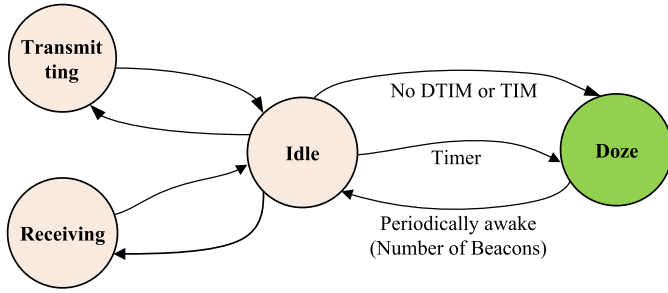 Transmit
ting
No DTIM or TIM
Idle
Timer
Doze
Receiving
Periodically awake
(Number of Beacons)